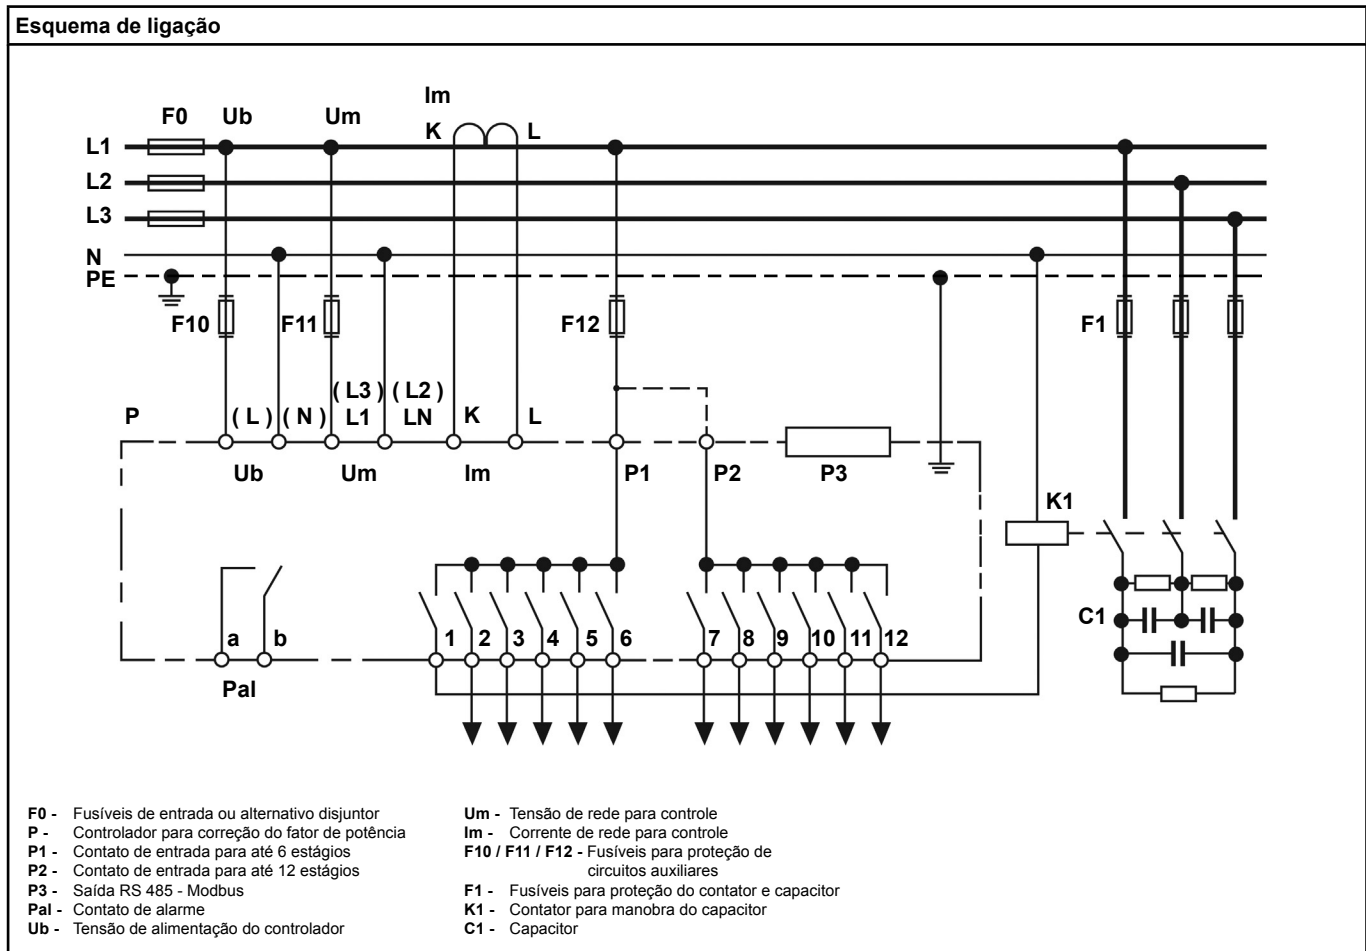 Esquema de ligação
Im
F0 Ub Um K L
L1
L2
L3
N
PE
F10 F11 F12 F1
( L3 ) ( L2 )
P ( L ) ( N ) L1 LN K L
Ub Um Im P1 P2 P3
K1
a b 1 2 3 4 5 6 7 8 9 10 11 12 C1
Pal
F0 - Fusíveis de entrada ou alternativo disjuntor
P - Controlador para correção do fator de potência
P1 - Contato de entrada para até 6 estágios
P2 - Contato de entrada para até 12 estágios
P3 - Saída RS 485 - Modbus
Pal - Contato de alarme
Ub - Tensão de alimentação do controlador
Um - Tensão de rede para controle
Im - Corrente de rede para controle
F10 / F11 / F12 - Fusíveis para proteção de
circuitos auxiliares
F1 - Fusíveis para proteção do contator e capacitor
K1 - Contator para manobra do capacitor
C1 - Capacitor